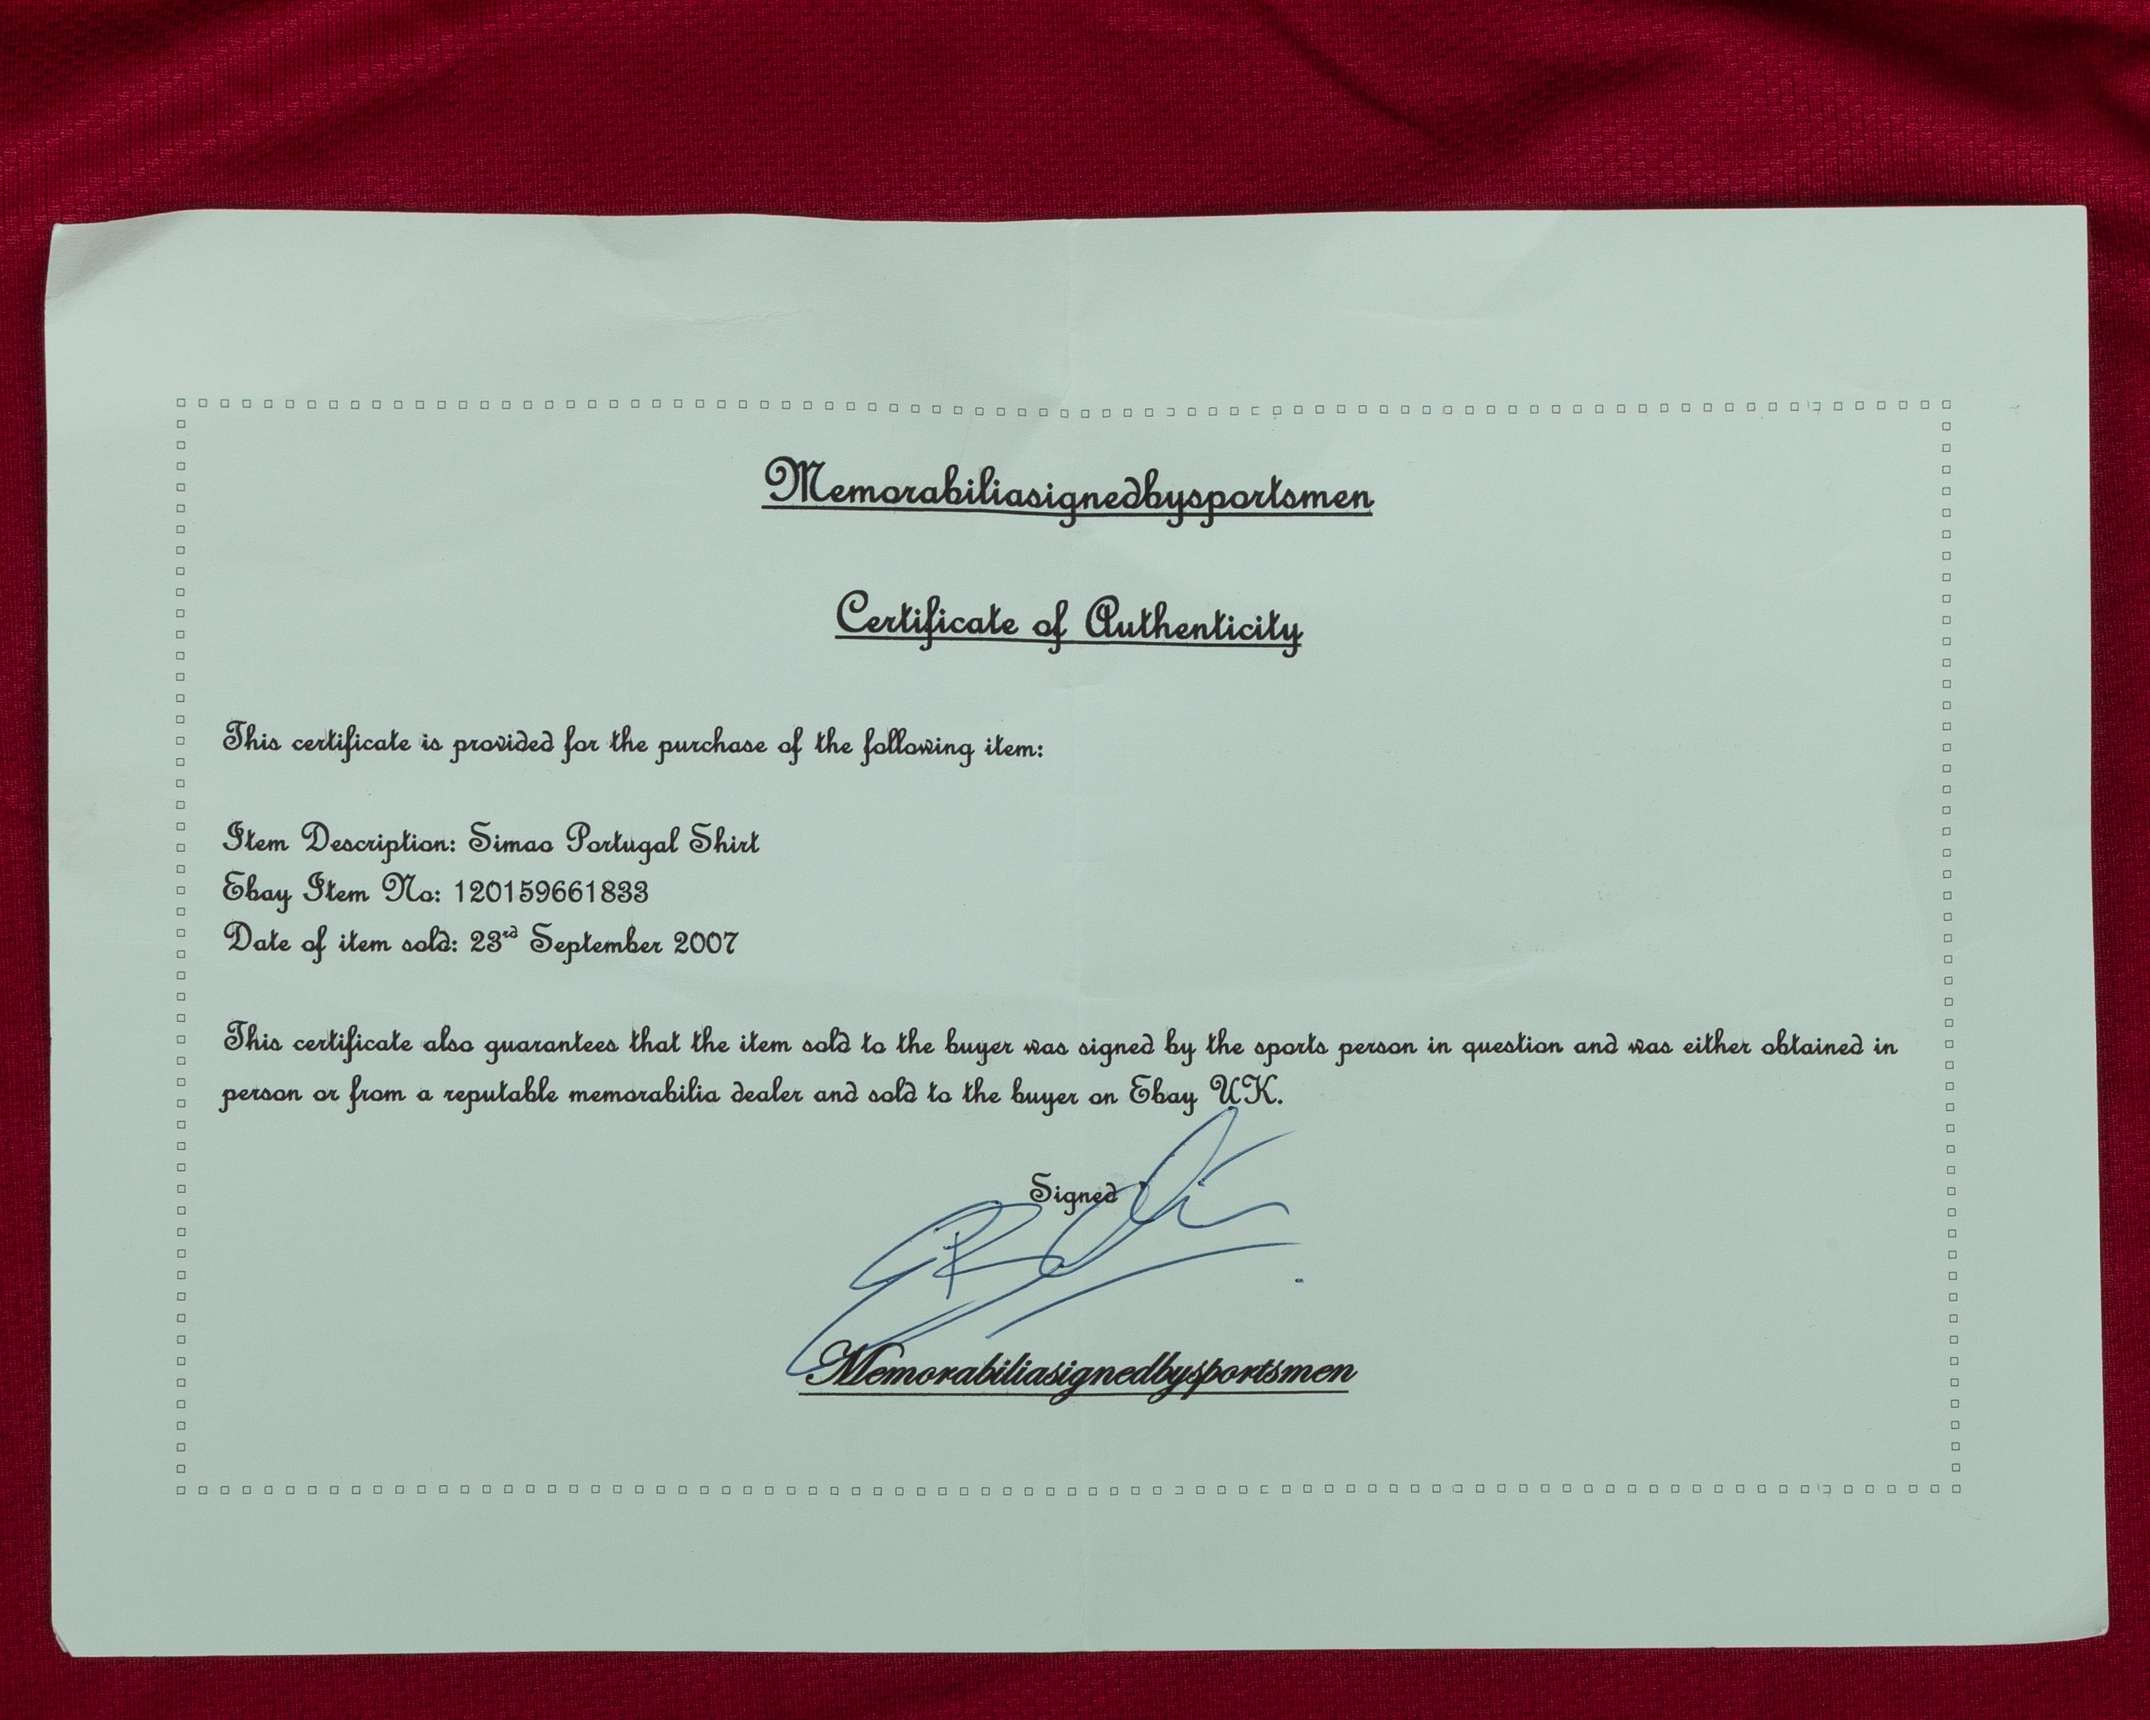 Memorabiliasignedbysportsmen
Certificate of Authenticity
This certificate is provided for the purchase of the following item:
Item Description: Simao Portugal Shirt
Ebay Item No: 120159661833
Date of item sold: 23rd September 2007
This certificate also guarantees that the item sold to the buyer was signed by the sports person in question and was either obtained in
person or from a reputable memorabilia dealer and sold to the buyer on Ebay UK.
Signed
Memorabiliasignedbysportsmen